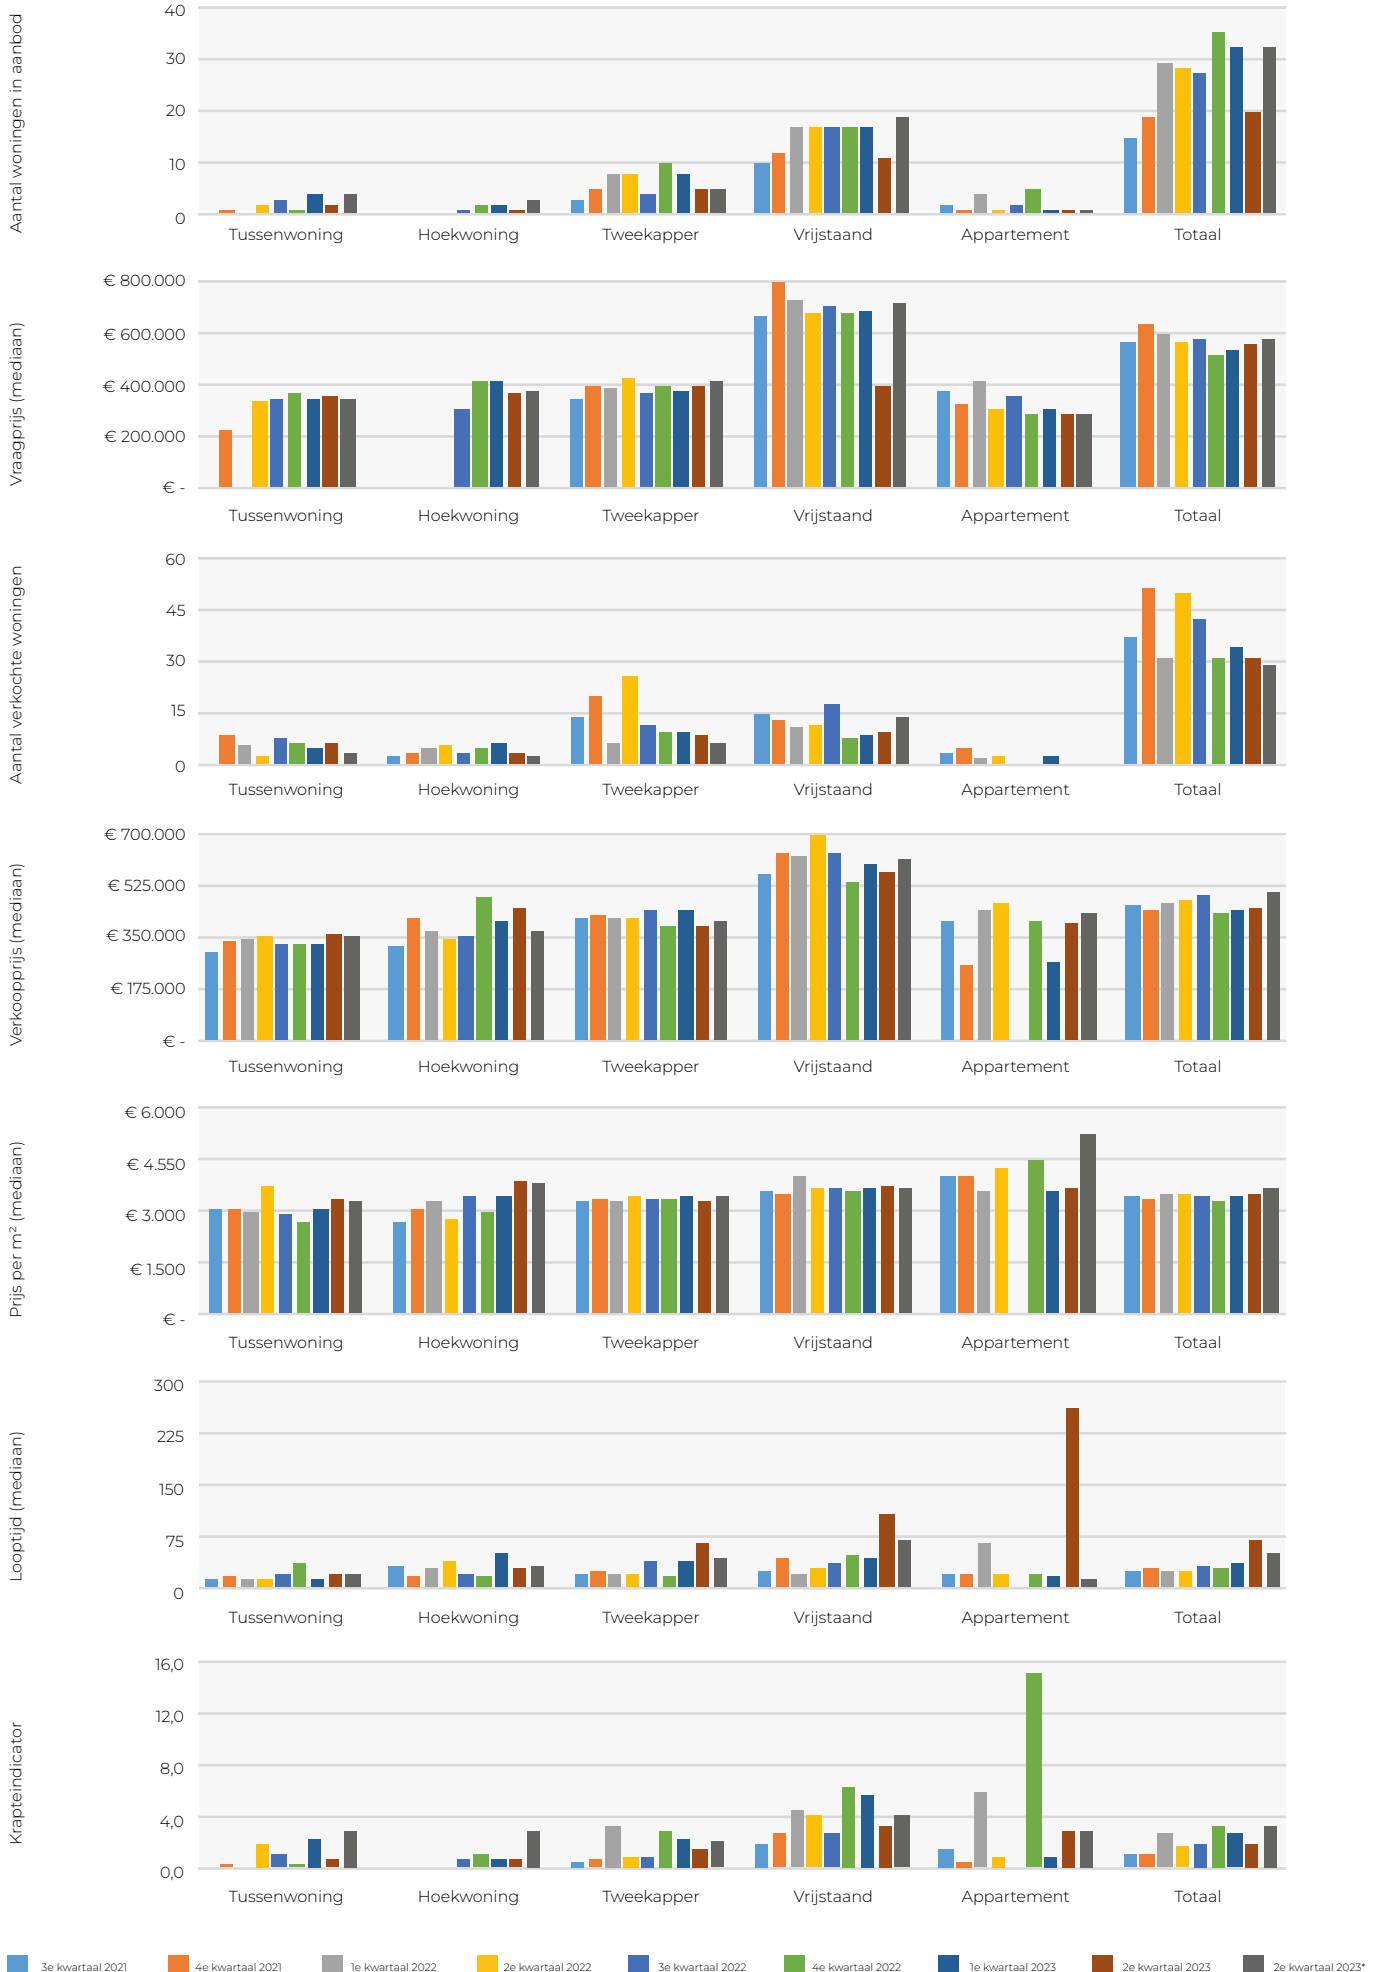 Aantal woningen in aanbod
40
30
20
10
0
Tussenwoning Hoekwoning Tweekapper Vrijstaand Appartement Totaal
Vraagprijs (mediaan)
€ 800.000
€ 600.000
€ 400.000
€ 200.000
€ -
Tussenwoning Hoekwoning Tweekapper Vrijstaand Appartement Totaal
Aantal verkochte woningen
60
45
30
15
0
Tussenwoning Hoekwoning Tweekapper Vrijstaand Appartement Totaal
Verkoopprijs (mediaan)
€ 700.000
€ 525.000
€ 350.000
€ 175.000
€ -
Tussenwoning Hoekwoning Tweekapper Vrijstaand Appartement Totaal
Prijs per m² (mediaan)
€ 6.000
€ 4.550
€ 3.000
€ 1.500
€ -
Tussenwoning Hoekwoning Tweekapper Vrijstaand Appartement Totaal
Looptijd (mediaan)
300
225
150
75
0
Tussenwoning Hoekwoning Tweekapper Vrijstaand Appartement Totaal
Krapteindicator
16,0
12,0
8,0
4,0
0,0
Tussenwoning Hoekwoning Tweekapper Vrijstaand Appartement Totaal
3e kwartaal 2021 4e kwartaal 2021 1e kwartaal 2022 2e kwartaal 2022 3e kwartaal 2022 4e kwartaal 2022 1e kwartaal 2023 2e kwartaal 2023 2e kwartaal 2023*